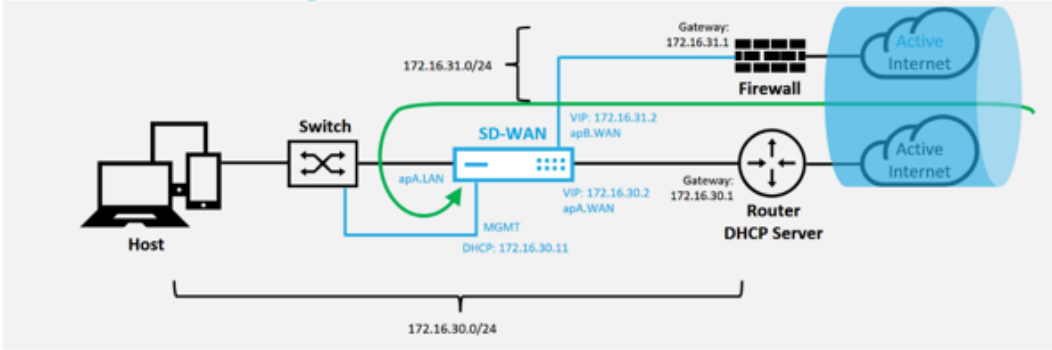 Gateway:
172.16.31.1
Active
Internet
172.16.31.0/24
Firewall
Switch
SD-WAN
VIP: 172.16.31.2
apB.WAN
Active
Internet
apA.LAN
VIP: 172.16.30.2
apA.WAN
Gateway:
172.16.30.1
Router
DHCP Server
Host
MGMT
DHCP: 172.16.30.11
172.16.30.0/24